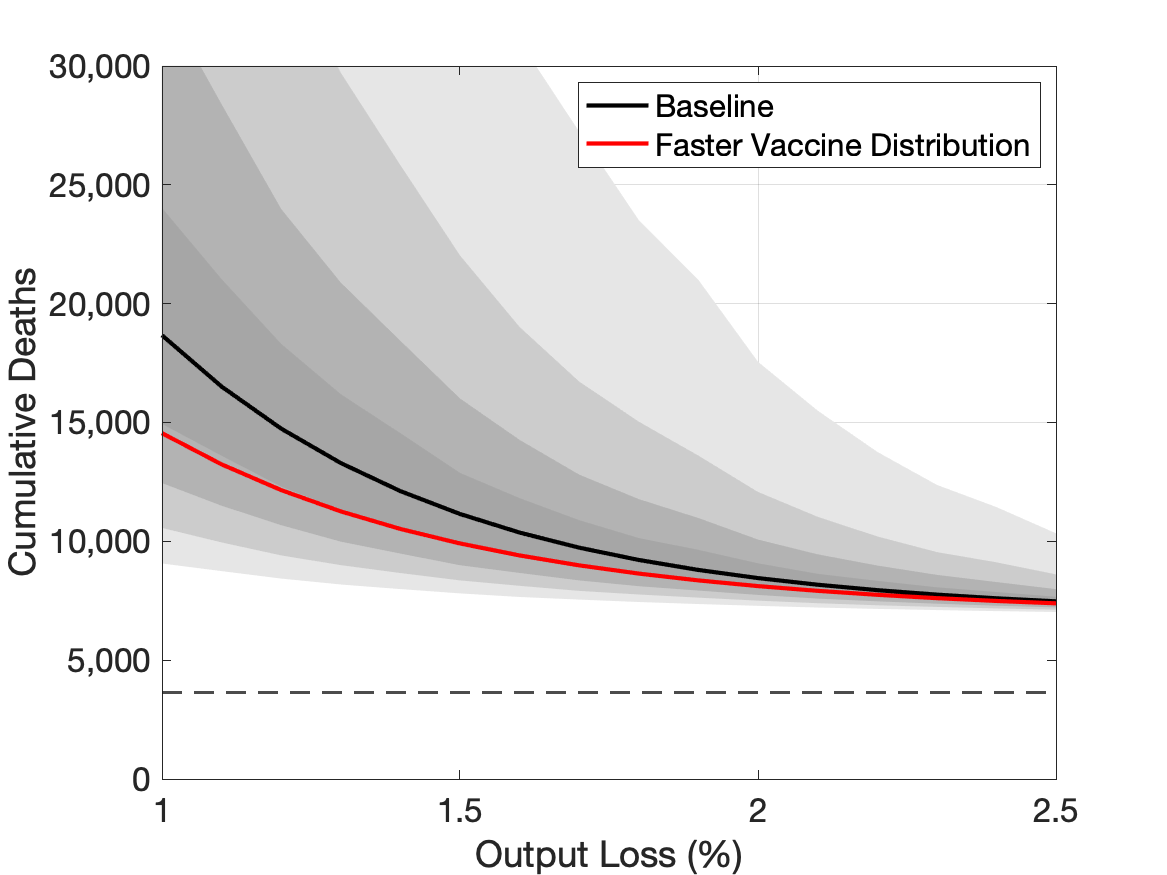 30,000
25,000
20,000
15,000
10,000
5,000
0
Cumulative Deaths
Baseline
Faster Vaccine Distribution
1
1.5
2
2.5
Output Loss (%)